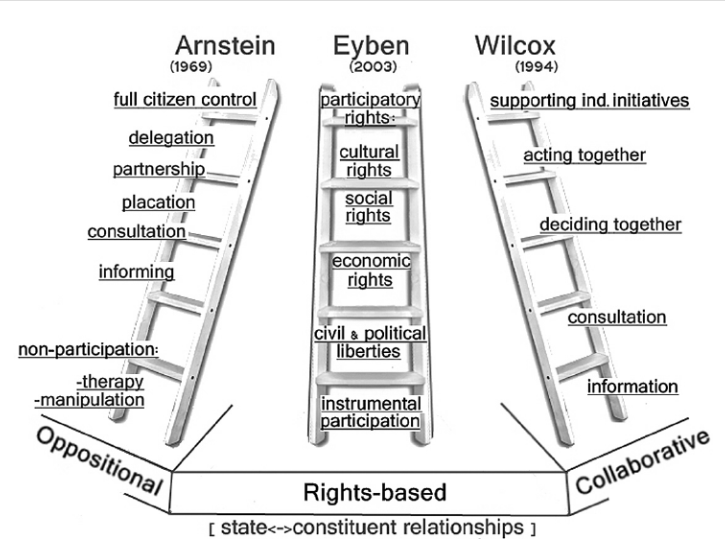 Arnstein
(1969)
full citizen control
delegation
partnership
placation
consultation
informing
non-participation:
-therapy
-manipulation
Eyben
(2003)
participatory
rights:
cultural
rights
social
rights
economic
rights
civil & political
liberties
instrumental
participation
Wilcox
(1994)
supporting ind. initiatives
acting together
deciding together
consultation
information
Oppositional
Rights-based
Collaborative
[ state<->constituent relationships ]